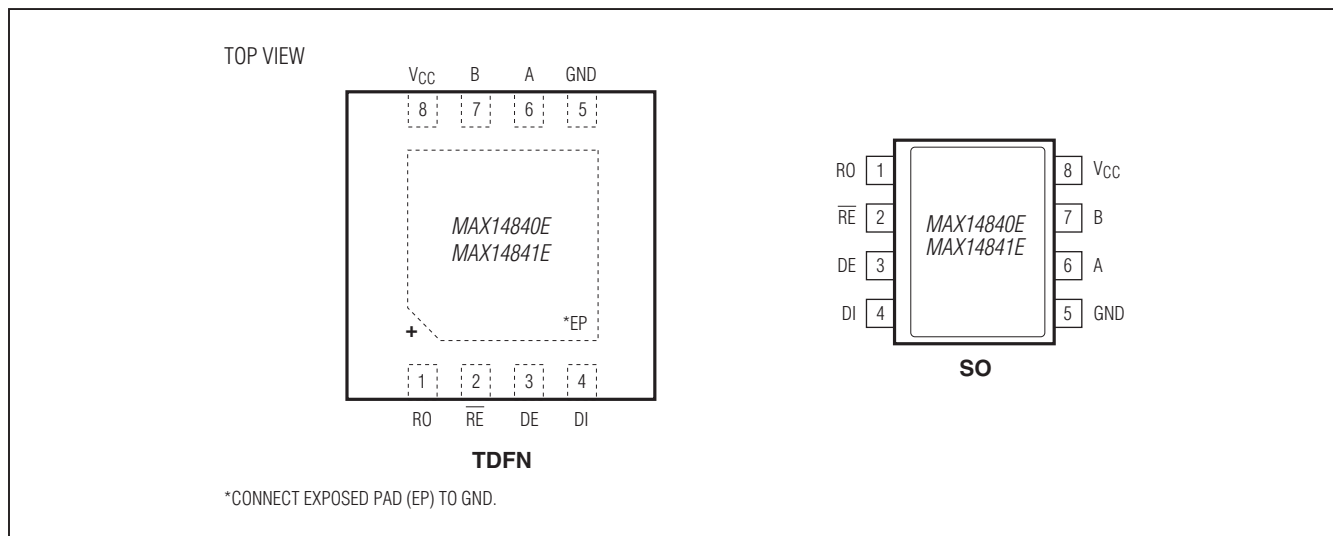 TOP VIEW
VCC B A GND
8 7 6 5
MAX14840E
MAX14841E
*EP
+
1 2 3 4
RO R̅E̅ DE DI
TDFN
*CONNECT EXPOSED PAD (EP) TO GND.
RO 1 8 VCC
R̅E̅ 2 7 B
MAX14840E
MAX14841E
DE 3 6 A
DI 4 5 GND
SO